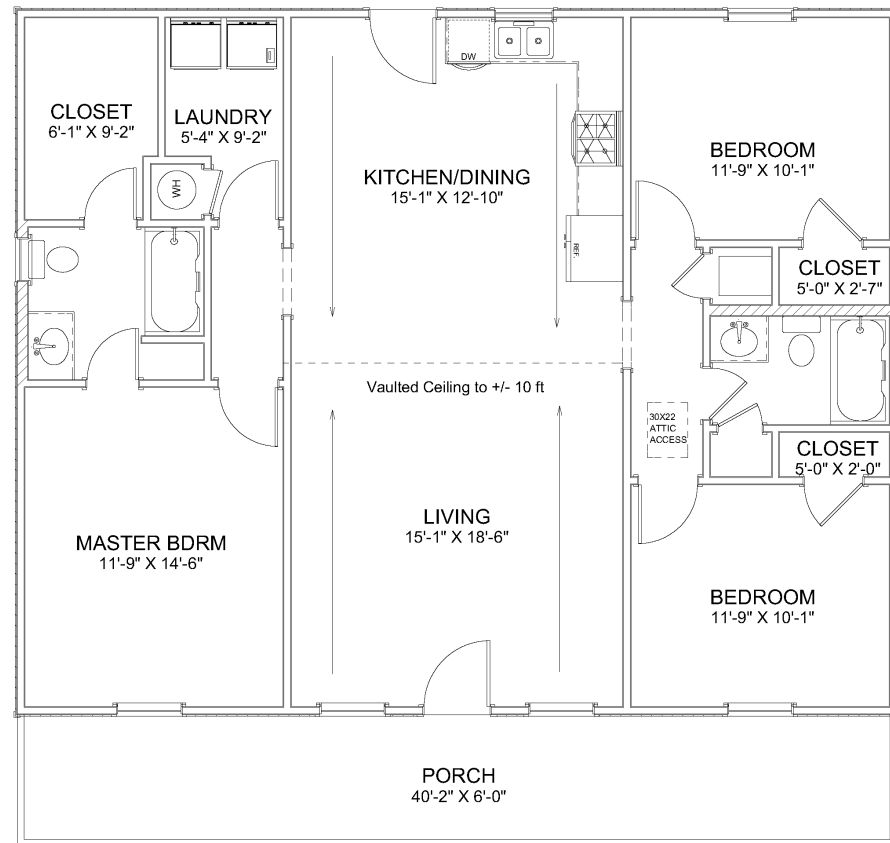 DW
CLOSET
6'-1" X 9'-2"
LAUNDRY
5'-4" X 9'-2"
BEDROOM
11'-9" X 10'-1"
KITCHEN/DINING
15'-1" X 12'-10"
WH
REF.
CLOSET
5'-0" X 2'-7"
Vaulted Ceiling to +/- 10 ft
30X22
ATTIC
ACCESS
CLOSET
5'-0" X 2'-0"
LIVING
15'-1" X 18'-6"
MASTER BDRM
11'-9" X 14'-6"
BEDROOM
11'-9" X 10'-1"
PORCH
40'-2" X 6'-0"